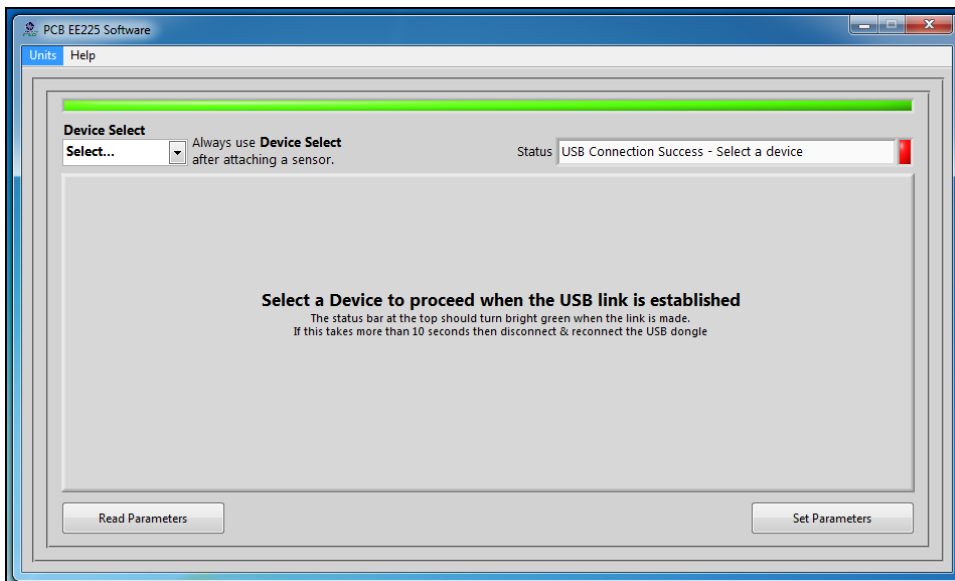 PCB EE225 Software
Units Help
Device Select
Select...
Always use Device Select
after attaching a sensor.
Status USB Connection Success - Select a device
Select a Device to proceed when the USB link is established
The status bar at the top should turn bright green when the link is made.
If this takes more than 10 seconds then disconnect & reconnect the USB dongle
Read Parameters
Set Parameters